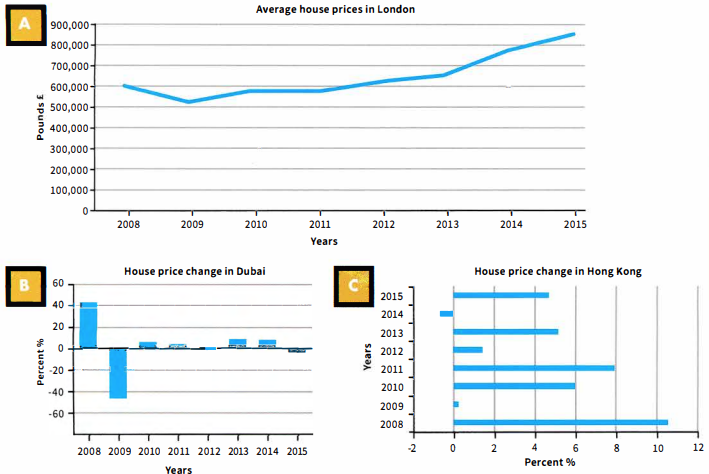 A
Average house prices in London
900,000
800,000
700,000
600,000
500,000
400,000
300,000
200,000
100,000
0
Pounds £
2008 2009 2010 2011 2012 2013 2014 2015
Years
B
House price change in Dubai
60
40
20
0
-20
-40
-60
Percent %
2008 2009 2010 2011 2012 2013 2014 2015
Years
C
House price change in Hong Kong
2015
2014
2013
2012
2011
2010
2009
2008
Years
-2 0 2 4 6 8 10 12
Percent %